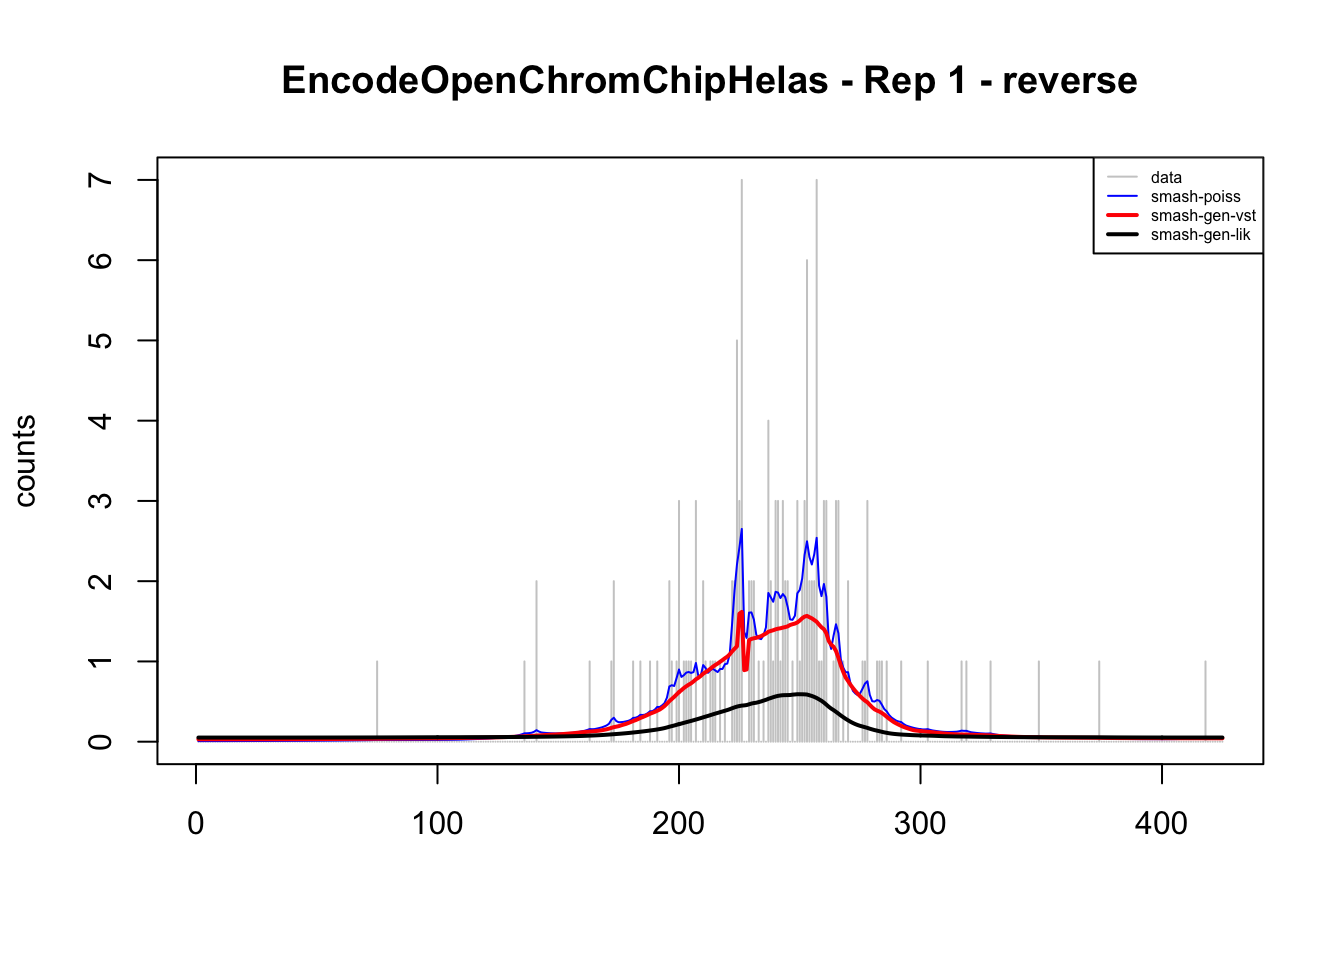 EncodeOpenChromChipHelas - Rep 1 - reverse
data
smash-poiss
smash-gen-vst
smash-gen-lik
counts
7
6
5
4
3
2
1
0
0 100 200 300 400